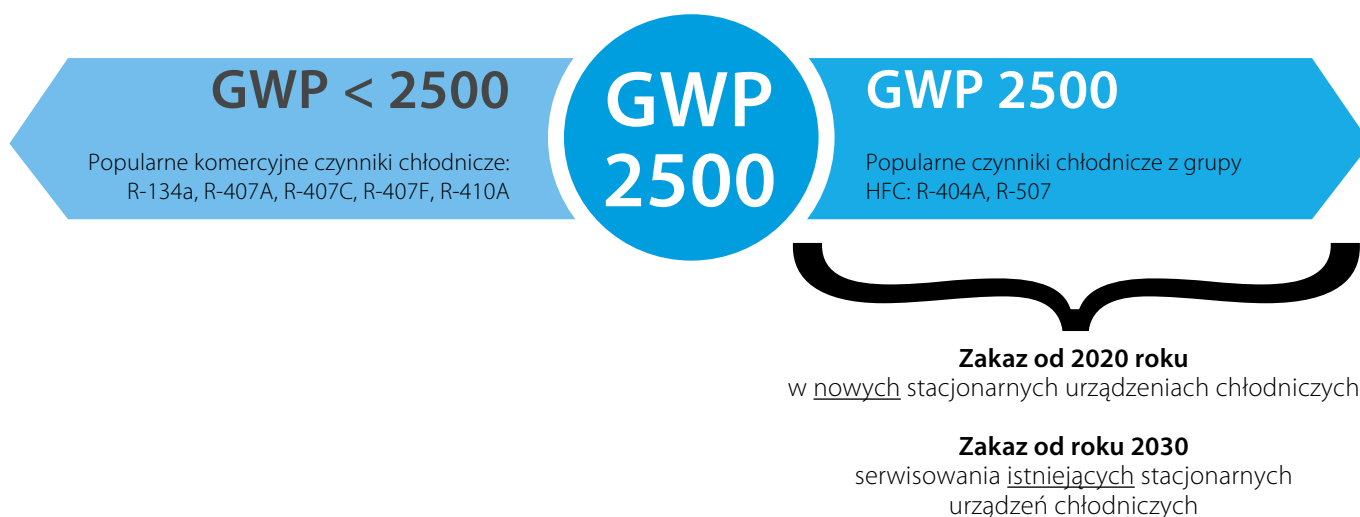 GWP < 2500
Popularne komercyjne czynniki chłodnicze:
R-134a, R-407A, R-407C, R-407F, R-410A
GWP
2500
GWP 2500
Popularne czynniki chłodnicze z grupy
HFC: R-404A, R-507
Zakaz od 2020 roku
w nowych stacjonarnych urządzeniach chłodniczych
Zakaz od roku 2030
serwisowania istniejących stacjonarnych
urządzeń chłodniczych